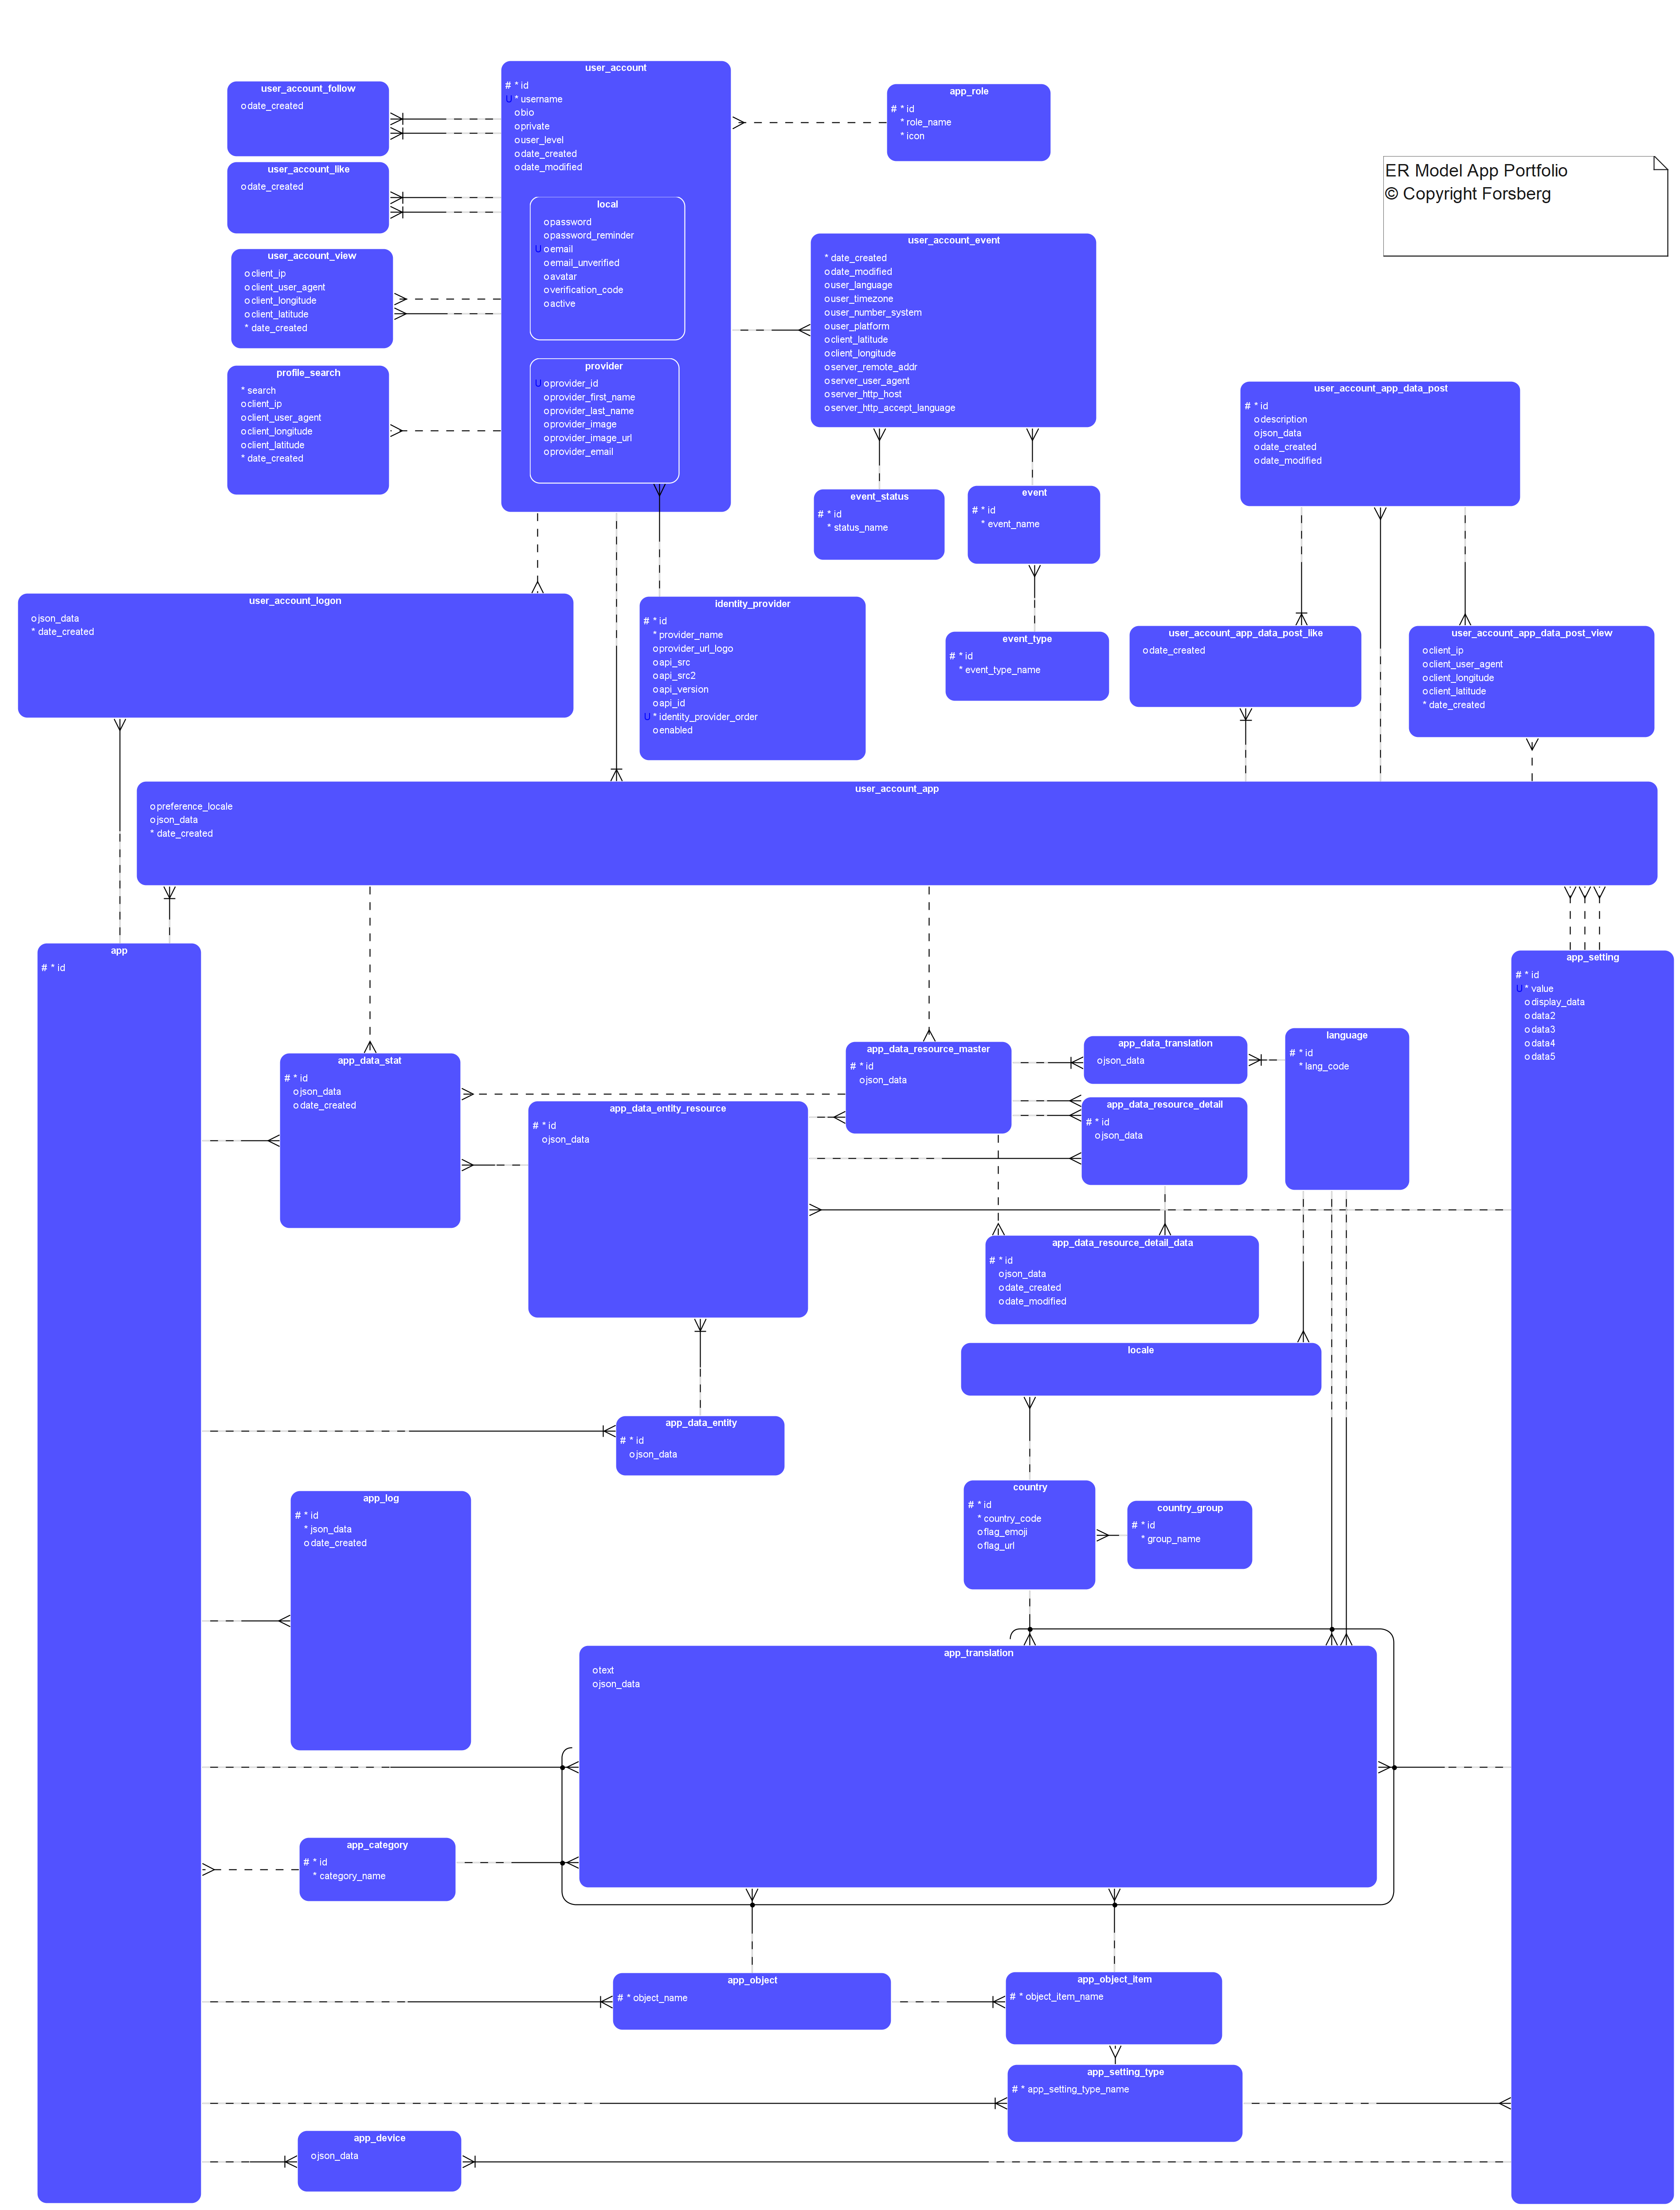 user_account
# * id
U * username
o bio
o private
o user_level
o date_created
o date_modified
local
o password
o password_reminder
U o email
o email_unverified
o avatar
o verification_code
o active
provider
U o provider_id
o provider_first_name
o provider_last_name
o provider_image
o provider_image_url
o provider_email
user_account_follow
o date_created
user_account_like
o date_created
user_account_view
o client_ip
o client_user_agent
o client_longitude
o client_latitude
* date_created
profile_search
* search
o client_ip
o client_user_agent
o client_longitude
o client_latitude
* date_created
app_role
# * id
* role_name
* icon
ER Model App Portfolio
© Copyright Forsberg
user_account_event
* date_created
o date_modified
o user_language
o user_timezone
o user_number_system
o user_platform
o client_latitude
o client_longitude
o server_remote_addr
o server_user_agent
o server_http_host
o server_http_accept_language
event_status
# * id
* status_name
event
# * id
* event_name
event_type
# * id
* event_type_name
user_account_app_data_post
# * id
o description
o json_data
o date_created
o date_modified
user_account_logon
o json_data
* date_created
identity_provider
# * id
* provider_name
o provider_url_logo
o api_src
o api_src2
o api_version
o api_id
U * identity_provider_order
o enabled
user_account_app_data_post_like
o date_created
user_account_app_data_post_view
o client_ip
o client_user_agent
o client_longitude
o client_latitude
* date_created
user_account_app
o preference_locale
o json_data
* date_created
app
# * id
app_setting
# * id
U * value
o display_data
o data2
o data3
o data4
o data5
app_data_stat
# * id
o json_data
o date_created
app_data_resource_master
# * id
o json_data
app_data_translation
o json_data
language
# * id
* lang_code
app_data_entity_resource
# * id
o json_data
app_data_resource_detail
# * id
o json_data
app_data_resource_detail_data
# * id
o json_data
o date_created
o date_modified
locale
app_data_entity
# * id
o json_data
country
# * id
* country_code
o flag_emoji
o flag_url
country_group
# * id
* group_name
app_log
# * id
* json_data
o date_created
app_translation
o text
o json_data
app_category
# * id
* category_name
app_object
# * object_name
app_object_item
# * object_item_name
app_setting_type
# * app_setting_type_name
app_device
o json_data